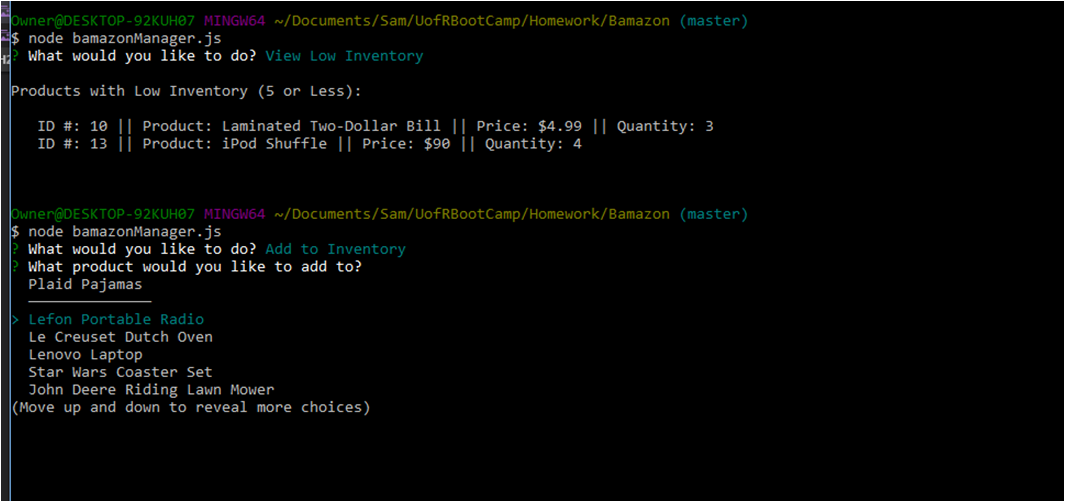 Owner@DESKTOP-92KUH07 MINGW64 ~/Documents/Sam/UofRBootCamp/Homework/Bamazon (master)
$ node bamazonManager.js
? What would you like to do? View Low Inventory
Products with Low Inventory (5 or Less):
ID #: 10 || Product: Laminated Two-Dollar Bill || Price: $4.99 || Quantity: 3
ID #: 13 || Product: iPod Shuffle || Price: $90 || Quantity: 4
Owner@DESKTOP-92KUH07 MINGW64 ~/Documents/Sam/UofRBootCamp/Homework/Bamazon (master)
$ node bamazonManager.js
? What would you like to do? Add to Inventory
? What product would you like to add to?
Plaid Pajamas
──────────────
> Lefon Portable Radio
Le Creuset Dutch Oven
Lenovo Laptop
Star Wars Coaster Set
John Deere Riding Lawn Mower
(Move up and down to reveal more choices)